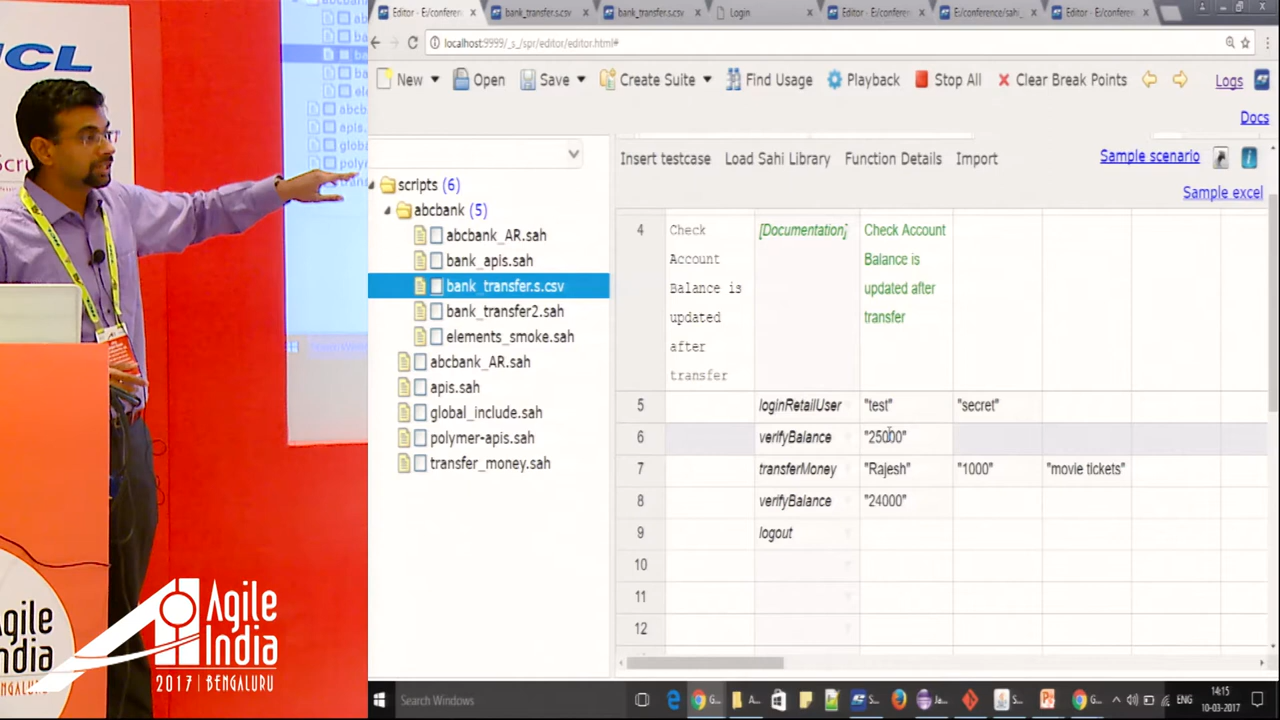 Editor - E:/conferen
bank_transfer.s.csv
bank_transfer.s.csv
Login
Editor - E:/conferer
E:/conference/sah_
Editor - E:/conferer
localhost:9999/_s_/spr/editor/editor.html#
New
Open
Save
Create Suite
Find Usage
Playback
Stop All
Clear Break Points
Logs
Docs
Insert testcase
Load Sahi Library
Function Details
Import
Sample scenario
Sample excel
scripts (6)
abcbank (5)
abcbank_AR.sah
bank_apis.sah
bank_transfer.s.csv
bank_transfer2.sah
elements_smoke.sah
abcbank_AR.sah
apis.sah
global_include.sah
polymer-apis.sah
transfer_money.sah
4 Check [Documentation] Check Account
Account Balance is
Balance is updated after
updated transfer
after
transfer
5 loginRetailUser "test" "secret"
6 verifyBalance "25000"
7 transferMoney "Rajesh" "1000" "movie tickets"
8 verifyBalance "24000"
9 logout
10
11
12
Search Windows
ENG
14:15
10-03-2017
Agile
India
2017 | BENGALURU